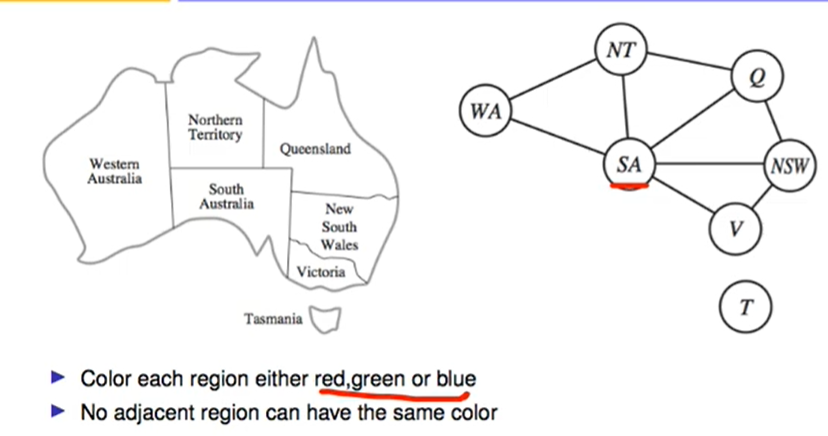 Northern
Territory
Western
Australia
Queensland
South
Australia
New
South
Wales
Victoria
Tasmania
NT
Q
WA
SA
NSW
V
T
Color each region either red,green or blue
No adjacent region can have the same color